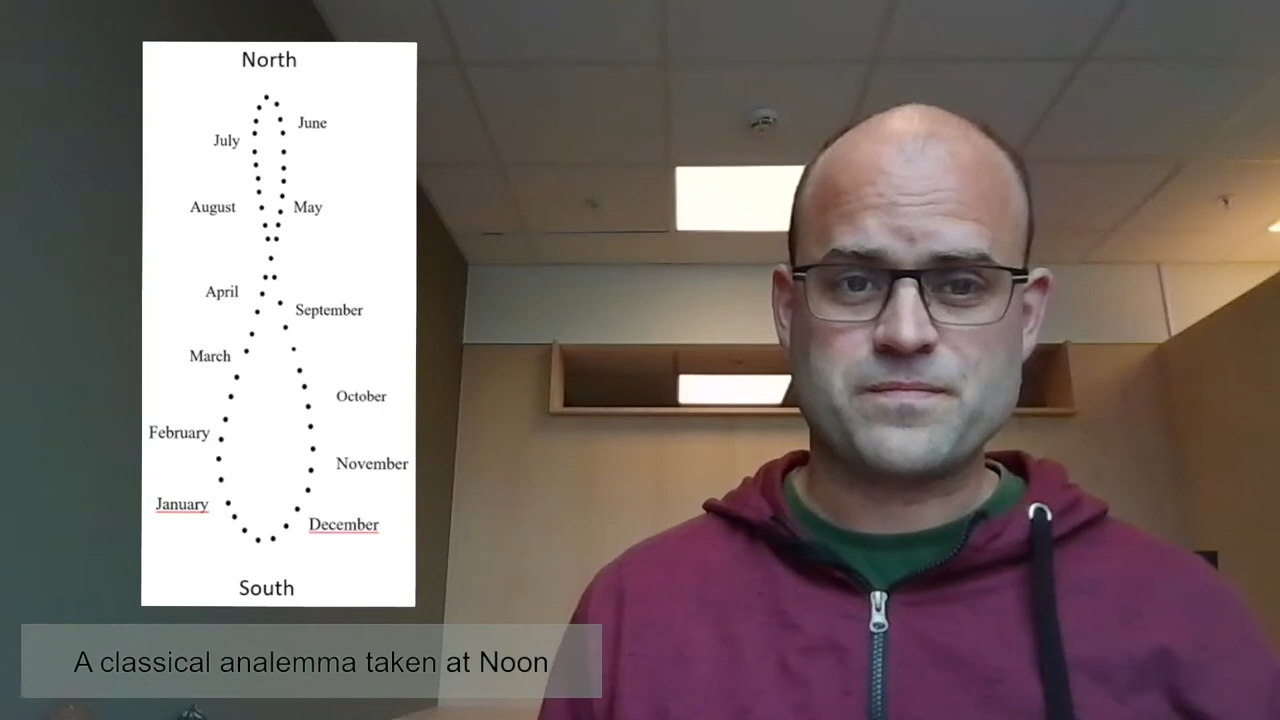 North
June
July
August
May
April
September
March
October
February
November
January
December
South
A classical analemma taken at Noon